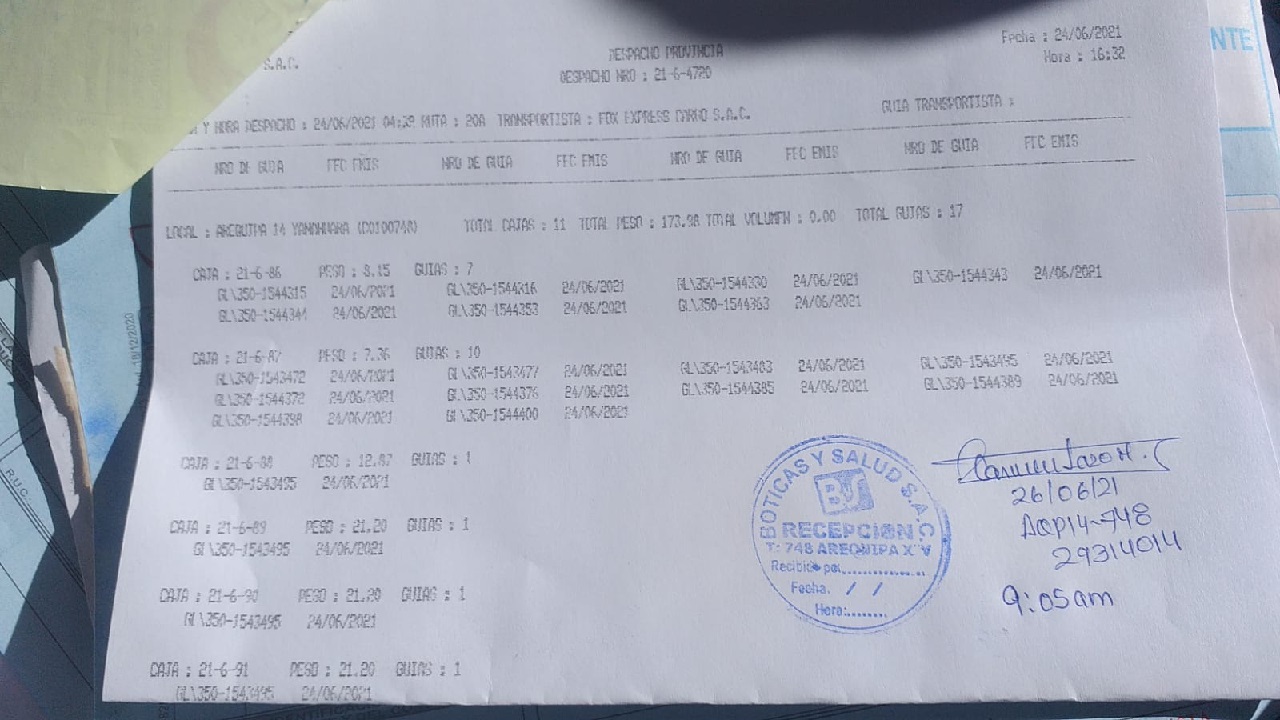 S.A.C.
DESPACHO PROVINCIA
DESPACHO NRO : 21-6-4720
Fecha : 24/06/2021
Hora : 16:32
Y HORA DESPACHO : 24/06/2021 RUTA : 20A TRANSPORTISTA : FOX EXPRESS CARGO S.A.C. GUIA TRANSPORTISTA :
NRO DE GUIA FEC EMIS NRO DE GUIA FEC EMIS NRO DE GUIA FEC EMIS NRO DE GUIA FEC EMIS
LOCAL : AREQUIPA 14 YANAHUARA TOTAL CAJAS : 11 TOTAL PESO : 173.98 TOTAL VOLUMEN : 0.00 TOTAL GUIAS : 17
CAJA : 21-6-86 PESO : 8.15 GUIAS : 7
GL\350-1544315 24/06/2021 GL\350-1544316 24/06/2021 GL\350-1544330 24/06/2021 GL\350-1544343 24/06/2021
GL\350-1544344 24/06/2021 GL\350-1544353 24/06/2021 GL\350-1544363 24/06/2021
CAJA : 21-6-87 PESO : 7.36 GUIAS : 10
GL\350-1543472 24/06/2021 GL\350-1543477 24/06/2021 GL\350-1543483 24/06/2021 GL\350-1543495 24/06/2021
GL\350-1544372 24/06/2021 GL\350-1544376 24/06/2021 GL\350-1544385 24/06/2021 GL\350-1544389 24/06/2021
GL\350-1544398 24/06/2021 GL\350-1544400 24/06/2021
CAJA : 21-6-88 PESO : 12.87 GUIAS : 1
GL\350-1543495 24/06/2021
CAJA : 21-6-89 PESO : 21.20 GUIAS : 1
GL\350-1543495 24/06/2021
CAJA : 21-6-90 PESO : 21.20 GUIAS : 1
GL\350-1543495 24/06/2021
CAJA : 21-6-91 PESO : 21.20 GUIAS : 1
GL\350-1543495 24/06/2021
BOTICAS Y SALUD S.A.C.
BS
RECEPCION
T: 748 AREQUIPA XIV
Recibido por:..............
Fecha. / /
Hora:........
26/06/21
AQP14-748
29314014
9:05am
NTE
18/12/2020
R.U.C.